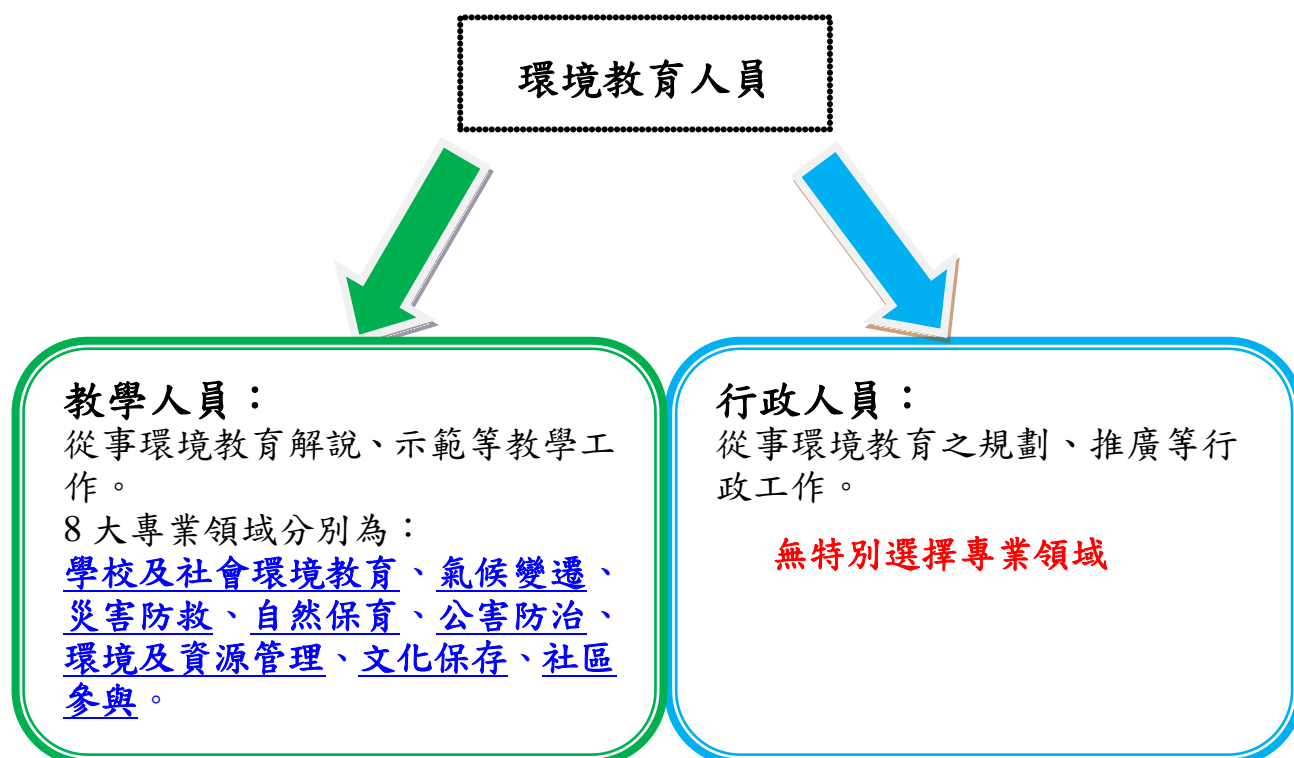 環境教育人員
教學人員：
從事環境教育解說、示範等教學工
作。
8 大專業領域分別為：
學校及社會環境教育、氣候變遷、
災害防救、自然保育、公害防治、
環境及資源管理、文化保存、社區
參與。
行政人員：
從事環境教育之規劃、推廣等行
政工作。
無特別選擇專業領域